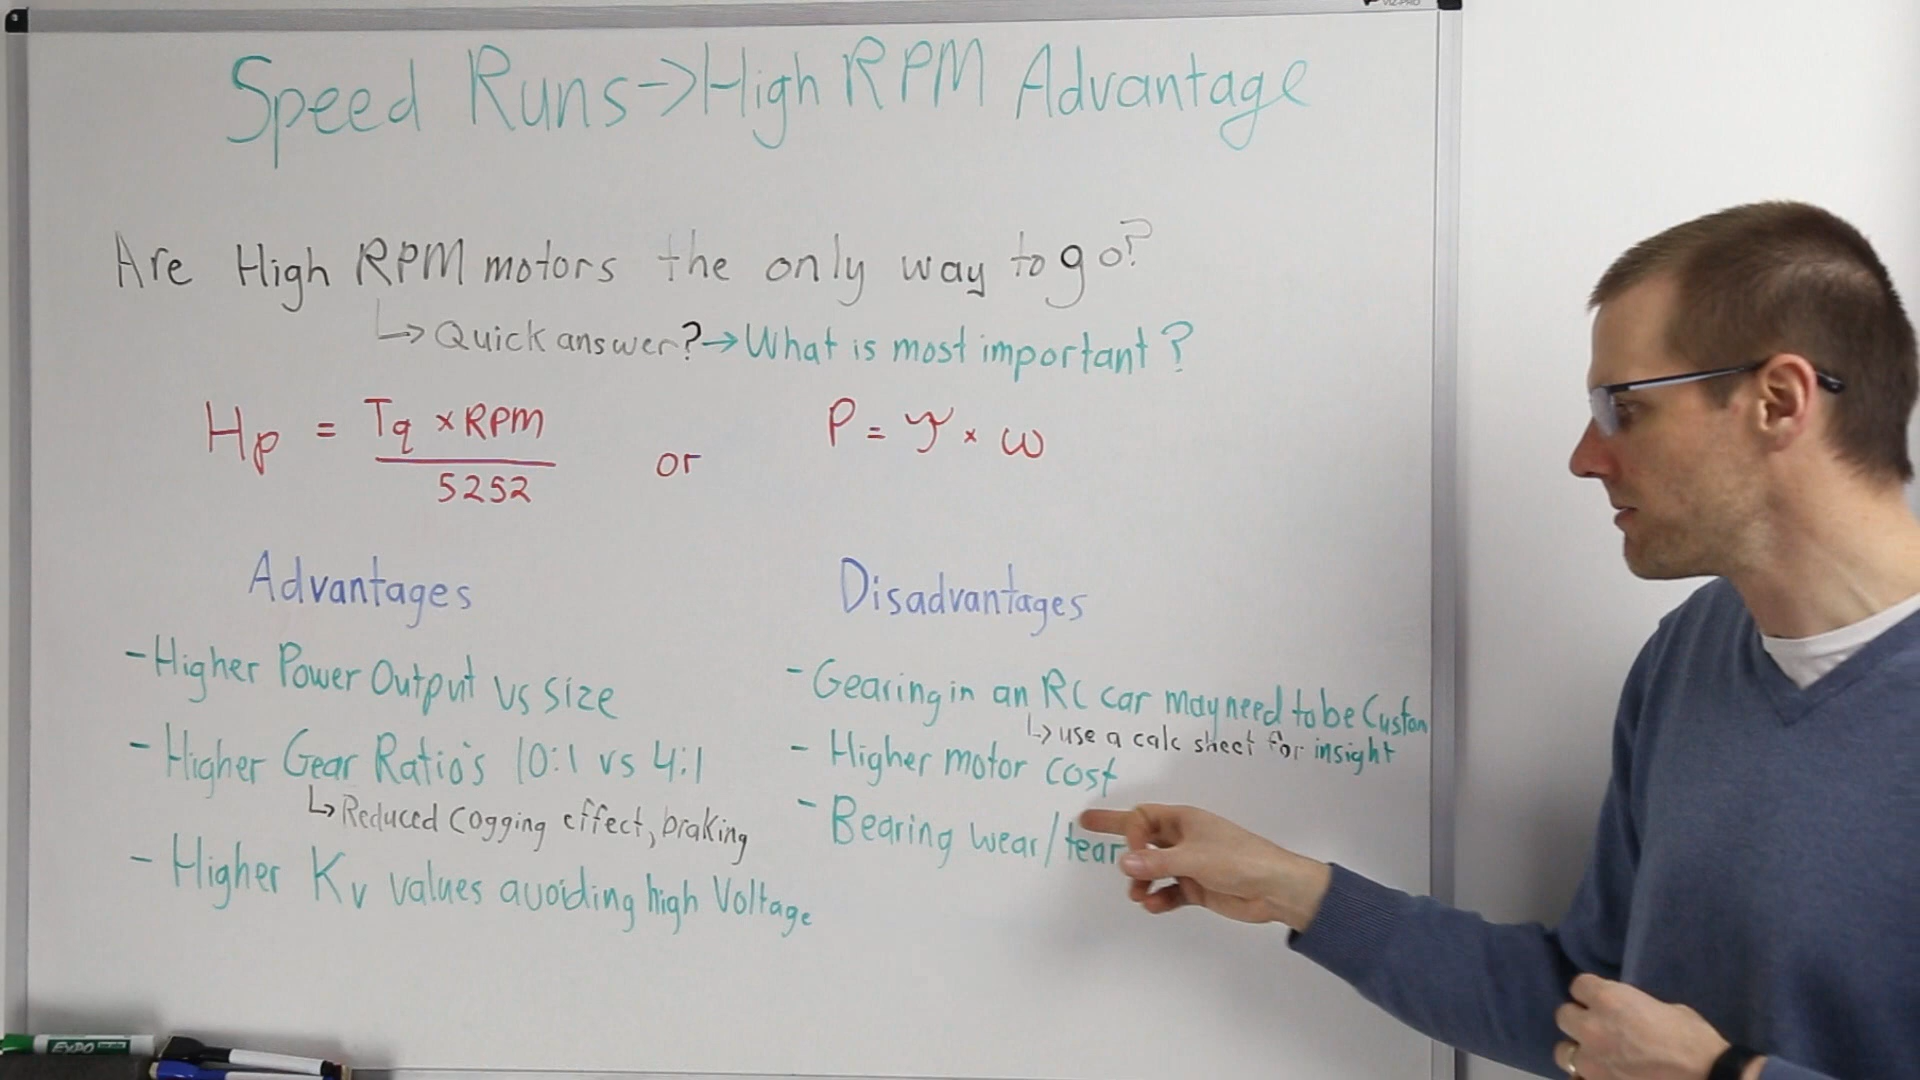 Speed Runs->High RPM Advantage
Are High RPM motors the only way to go?
↳ Quick answer?→What is most important?
Hp = Tq × RPM / 5252 or P = τ × ω
Advantages
- Higher Power Output vs size
- Higher Gear Ratio's 10:1 vs 4:1
↳ Reduced Cogging effect, braking
- Higher Kv values avoiding high Voltage
Disadvantages
- Gearing in an RC car may need to be Custom
↳ use a calc sheet for insight
- Higher motor cost
- Bearing wear/tear
EXPO